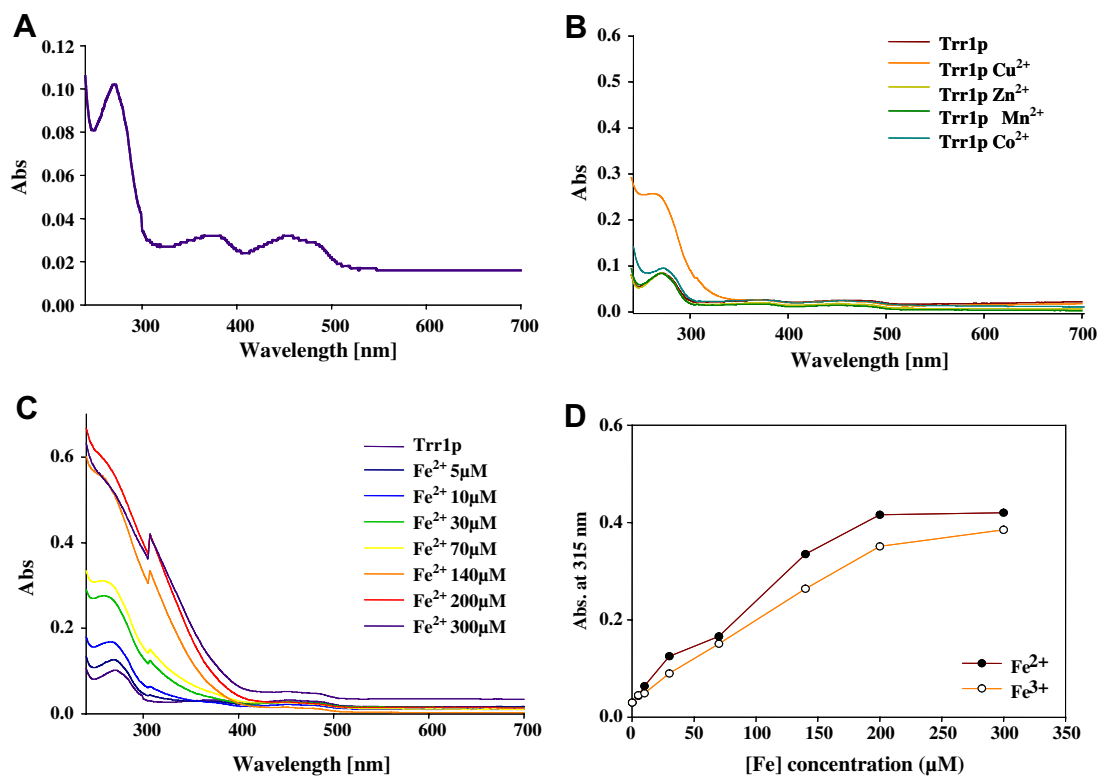 A
0.12
0.10
0.08
0.06
0.04
0.02
0.00
Abs
300
400
500
600
700
Wavelength [nm]
B
0.6
0.5
0.4
0.3
0.2
0.1
0.0
Abs
Trr1p
Trr1p Cu²⁺
Trr1p Zn²⁺
Trr1p Mn²⁺
Trr1p Co²⁺
300
400
500
600
700
Wavelength [nm]
C
0.6
0.4
0.2
0.0
Abs
Trr1p
Fe²⁺ 5µM
Fe²⁺ 10µM
Fe²⁺ 30µM
Fe²⁺ 70µM
Fe²⁺ 140µM
Fe²⁺ 200µM
Fe²⁺ 300µM
300
400
500
600
700
Wavelength [nm]
D
0.6
0.4
0.2
0.0
Abs. at 315 nm
Fe²⁺
Fe³⁺
0
50
100
150
200
250
300
350
[Fe] concentration (µM)